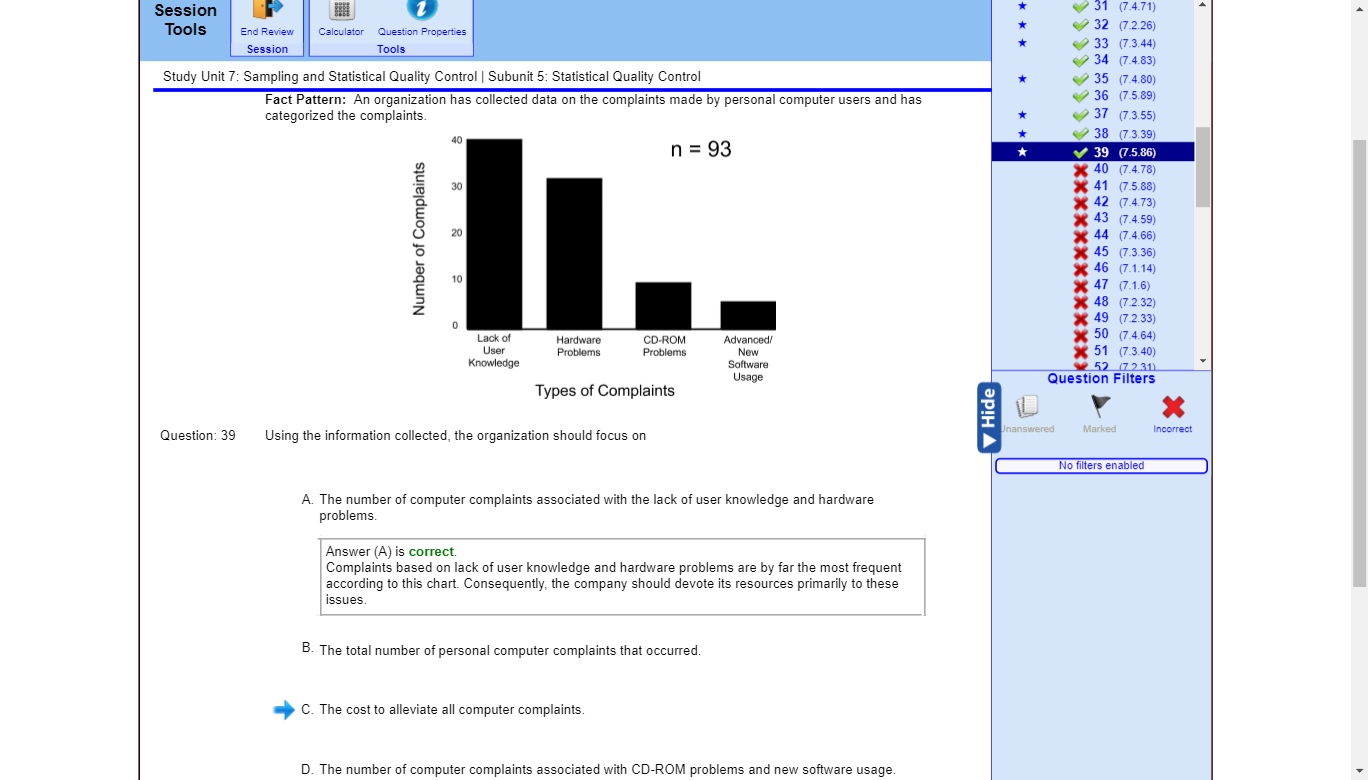 Session
Tools
End Review
Session
Calculator
Question Properties
Tools
Study Unit 7: Sampling and Statistical Quality Control | Subunit 5: Statistical Quality Control
Fact Pattern: An organization has collected data on the complaints made by personal computer users and has
categorized the complaints.
n = 93
Number of Complaints
40
30
20
10
0
Lack of
User
Knowledge
Hardware
Problems
CD-ROM
Problems
Advanced/
New
Software
Usage
Types of Complaints
Question: 39 Using the information collected, the organization should focus on
A. The number of computer complaints associated with the lack of user knowledge and hardware
problems.
Answer (A) is correct.
Complaints based on lack of user knowledge and hardware problems are by far the most frequent
according to this chart. Consequently, the company should devote its resources primarily to these
issues.
B. The total number of personal computer complaints that occurred.
C. The cost to alleviate all computer complaints.
D. The number of computer complaints associated with CD-ROM problems and new software usage.
31 (7.4.71)
32 (7.2.26)
33 (7.3.44)
34 (7.4.83)
35 (7.4.80)
36 (7.5.89)
37 (7.3.55)
38 (7.3.39)
39 (7.5.86)
40 (7.4.78)
41 (7.5.88)
42 (7.4.73)
43 (7.4.59)
44 (7.4.66)
45 (7.3.36)
46 (7.1.14)
47 (7.1.6)
48 (7.2.32)
49 (7.2.33)
50 (7.4.64)
51 (7.3.40)
52 (7.2.31)
Question Filters
Hide
Unanswered
Marked
Incorrect
No filters enabled